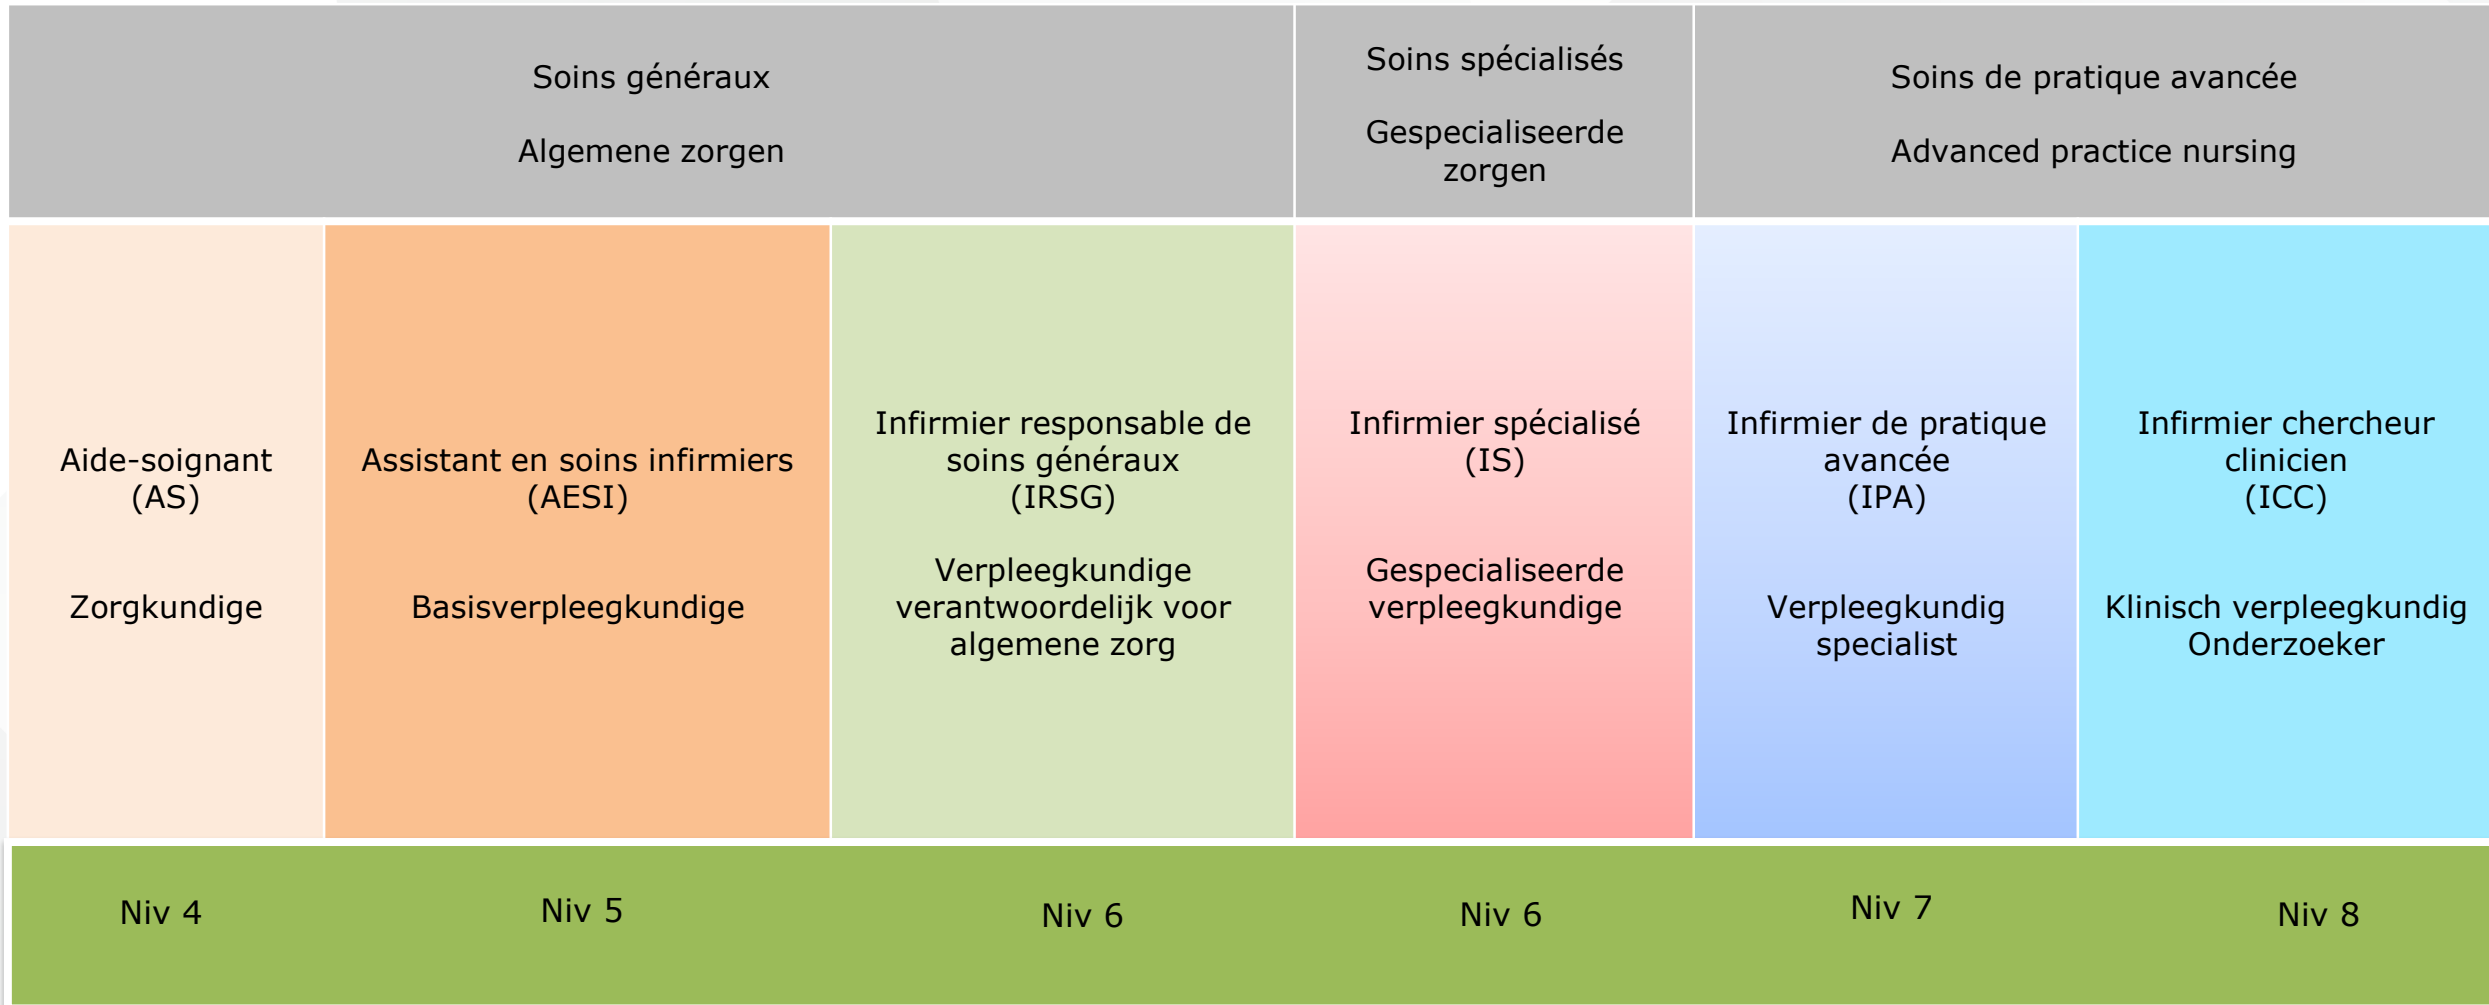 Soins généraux
Algemene zorgen
Soins spécialisés
Gespecialiseerde
zorgen
Soins de pratique avancée
Advanced practice nursing
Aide-soignant
(AS)
Zorgkundige
Assistant en soins infirmiers
(AESI)
Basisverpleegkundige
Infirmier responsable de
soins généraux
(IRSG)
Verpleegkundige
verantwoordelijk voor
algemene zorg
Infirmier spécialisé
(IS)
Gespecialiseerde
verpleegkundige
Infirmier de pratique
avancée
(IPA)
Verpleegkundig
specialist
Infirmier chercheur
clinicien
(ICC)
Klinisch verpleegkundig
Onderzoeker
Niv 4
Niv 5
Niv 6
Niv 6
Niv 7
Niv 8